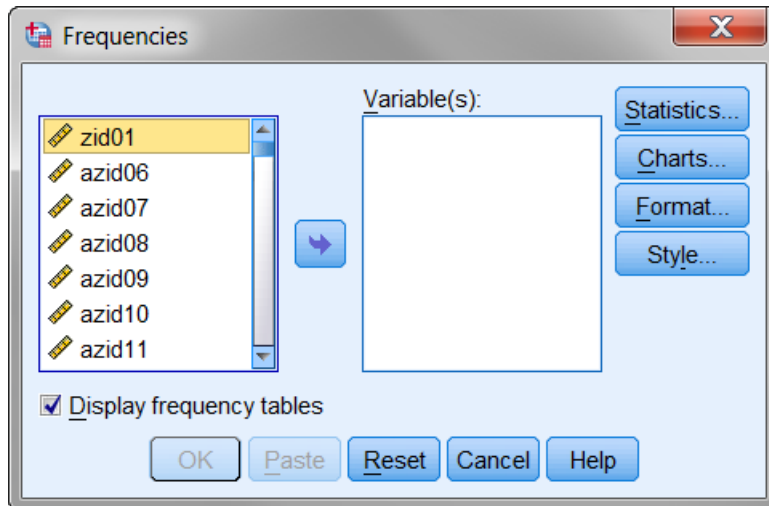 Frequencies
X
Variable(s):
zid01
azid06
azid07
azid08
azid09
azid10
azid11
Statistics...
Charts...
Format...
Style...
Display frequency tables
OK Paste Reset Cancel Help